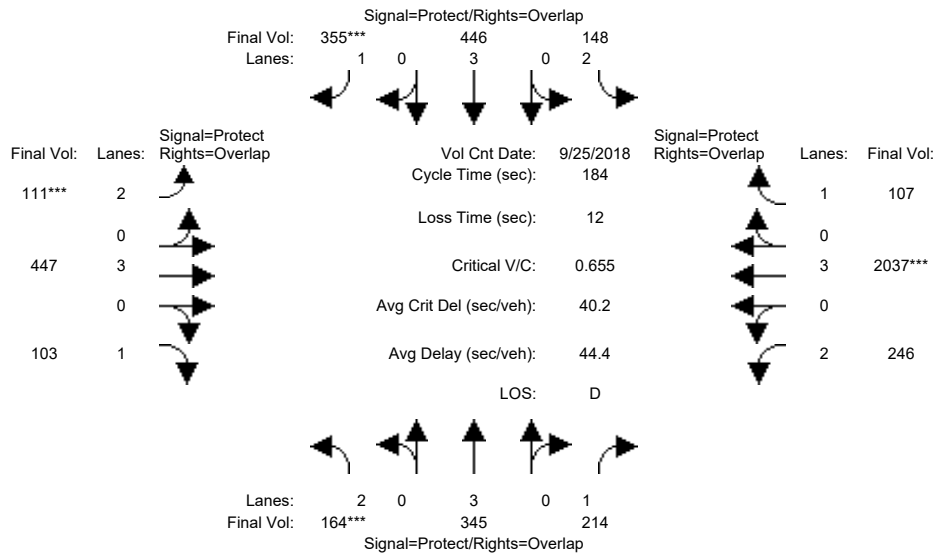 Signal=Protect/Rights=Overlap
Final Vol: 355*** 446 148
Lanes: 1 0 3 0 2
Signal=Protect
Final Vol: Lanes: Rights=Overlap
Vol Cnt Date: 9/25/2018
Signal=Protect
Rights=Overlap Lanes: Final Vol:
Cycle Time (sec): 184
111*** 2
1 107
Loss Time (sec): 12
0
0
447 3
Critical V/C: 0.655
3 2037***
0
Avg Crit Del (sec/veh): 40.2
0
103 1
Avg Delay (sec/veh): 44.4
2 246
LOS: D
Lanes: 2 0 3 0 1
Final Vol: 164*** 345 214
Signal=Protect/Rights=Overlap